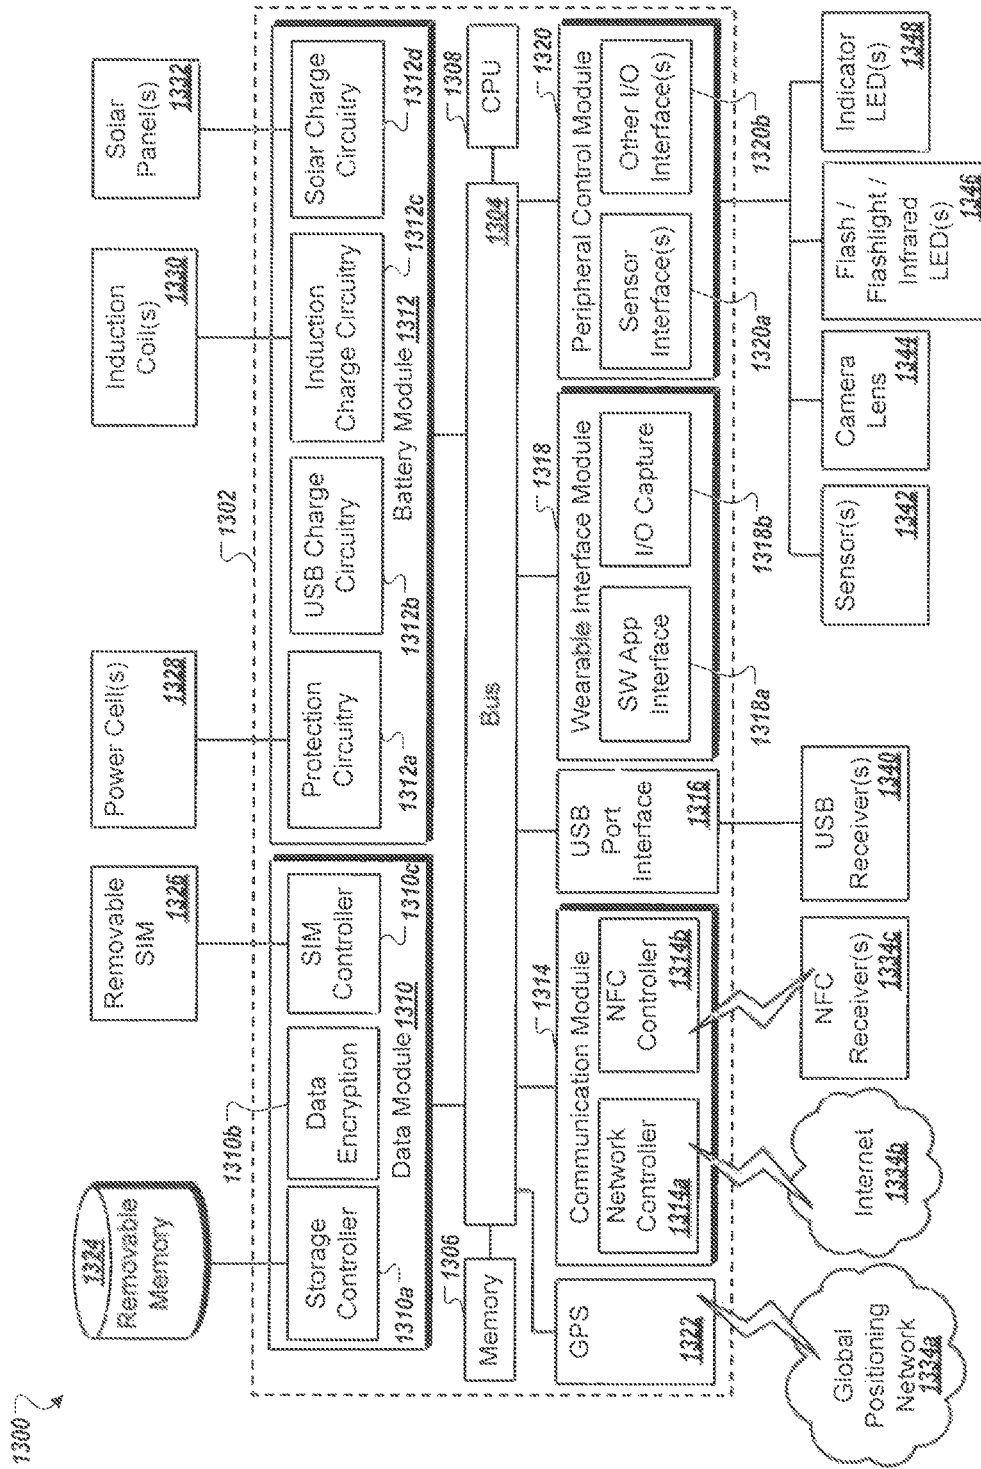 1300
1324
Removable
Memory
Removable
SIM
1326
Power Cell(s)
1328
Induction
Coil(s)
1330
Solar
Panel(s)
1332
1302
1310b
Storage
Controller
Data
Encryption
SIM
Controller
1310a
Data Module 1310
1310c
Protection
Circuitry
USB Charge
Circuitry
Induction
Charge Circuitry
Solar Charge
Circuitry
1312a
1312b
Battery Module 1312
1312c
1312d
1306
Memory
Bus
1304
1308
CPU
1314
1318
1320
GPS
1322
Communication Module
Network
Controller
1314a
NFC
Controller
1314b
USB
Port
Interface
1316
Wearable Interface Module
SW App
Interface
I/O Capture
1318a
1318b
Peripheral Control Module
Sensor
Interface(s)
Other I/O
Interface(s)
1320a
1320b
Global
Positioning
Network
1334a
Internet
1334b
NFC
Receiver(s)
1334c
USB
Receiver(s)
1340
Sensor(s)
1342
Camera
Lens
1344
Flash /
Flashlight /
Infrared
LED(s)
1346
Indicator
LED(s)
1348